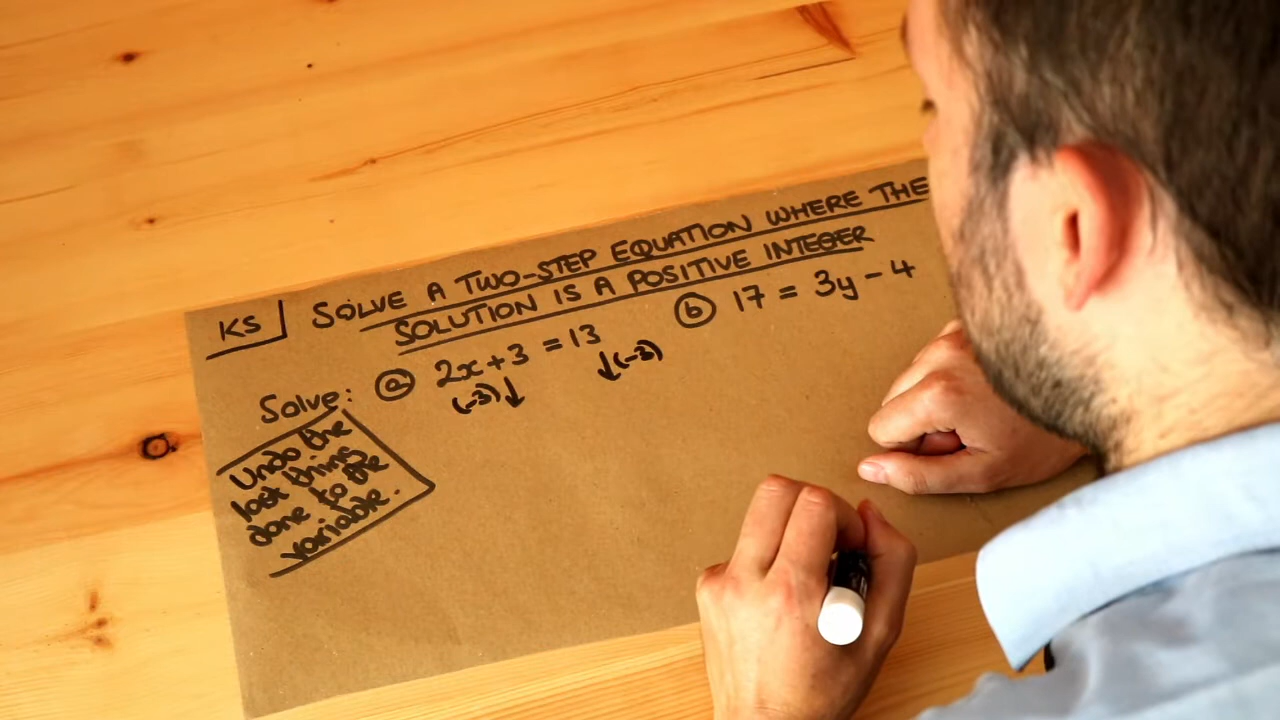 KS SOLVE A TWO-STEP EQUATION WHERE THE
SOLUTION IS A POSITIVE INTEGER
Solve: ⓐ 2x+3 = 13
ⓑ 17 = 3y - 4
(-3)↓ ↓(-3)
Undo the
last thing
done to the
variable.